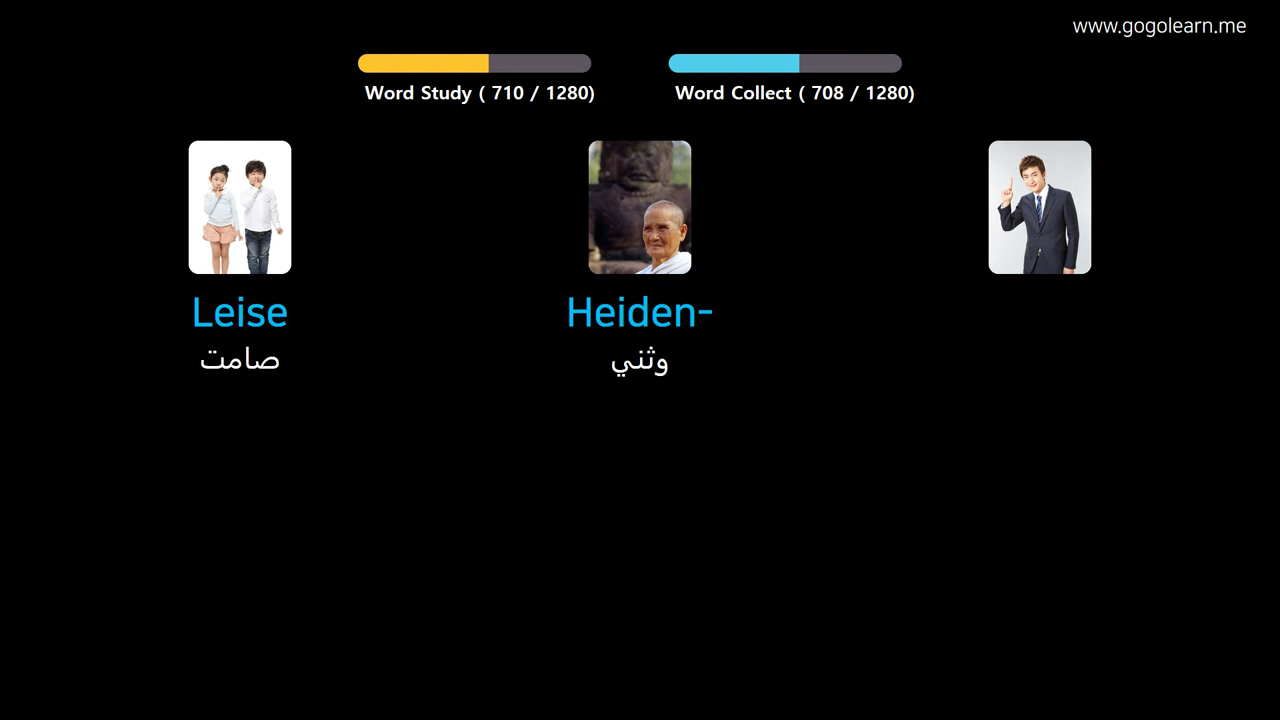 www.gogolearn.me
Word Study ( 710 / 1280)
Word Collect ( 708 / 1280)
Leise
صامت
Heiden-
وثني